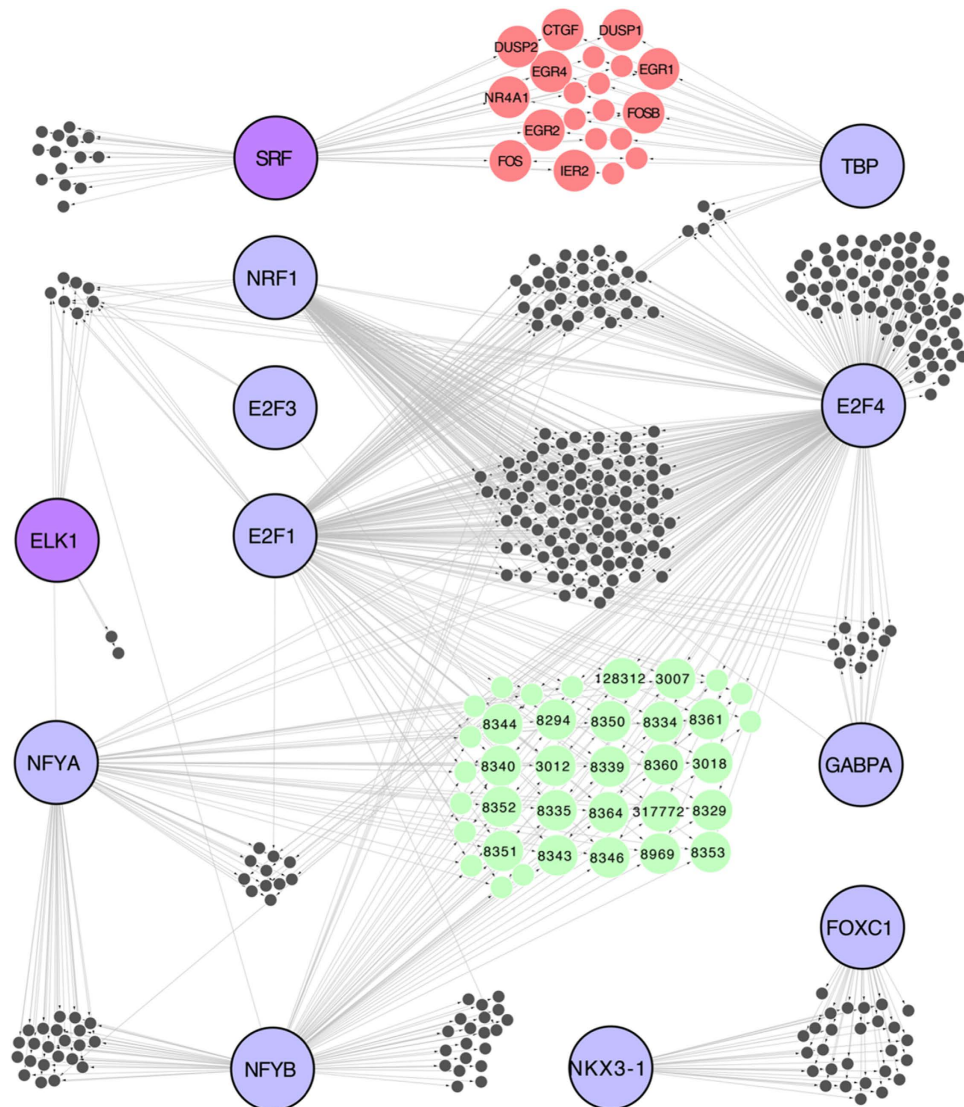 CTGF
DUSP1
DUSP2
EGR4
EGR1
NR4A1
FOSB
EGR2
FOS
IER2
SRF
TBP
NRF1
E2F3
E2F4
E2F1
ELK1
128312
3007
8344
8294
8350
8334
8361
NFYA
8340
3012
8339
8360
3018
GABPA
8352
8335
8364
317772
8329
8351
8343
8346
8969
8353
FOXC1
NFYB
NKX3-1